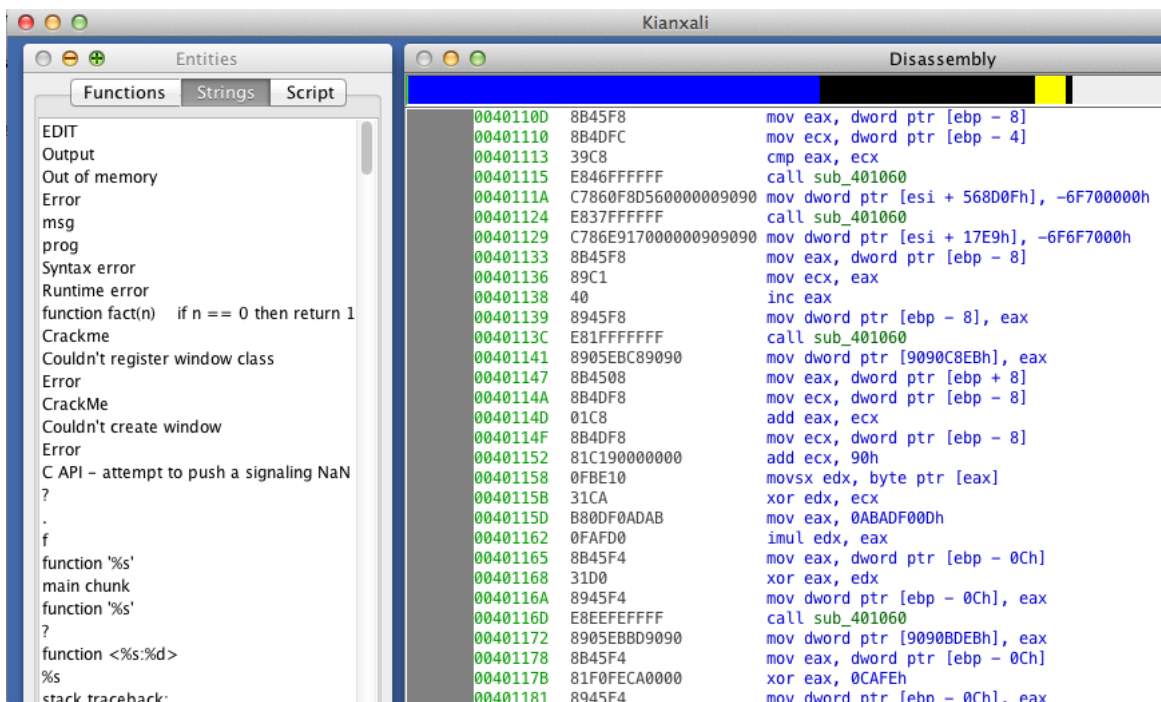 Kianxali
Entities
Functions Strings Script
EDIT
Output
Out of memory
Error
msg
prog
Syntax error
Runtime error
function fact(n) if n == 0 then return 1
Crackme
Couldn't register window class
Error
CrackMe
Couldn't create window
Error
C API – attempt to push a signaling NaN
?
.
f
function '%s'
main chunk
function '%s'
?
function <%s:%d>
%s
stack traceback:
Disassembly
0040110D 8B45F8 mov eax, dword ptr [ebp – 8]
00401110 8B4DFC mov ecx, dword ptr [ebp – 4]
00401113 39C8 cmp eax, ecx
00401115 E846FFFFFF call sub_401060
0040111A C7860F8D560000009090 mov dword ptr [esi + 568D0Fh], –6F700000h
00401124 E837FFFFFF call sub_401060
00401129 C786E917000000909090 mov dword ptr [esi + 17E9h], –6F6F7000h
00401133 8B45F8 mov eax, dword ptr [ebp – 8]
00401136 89C1 mov ecx, eax
00401138 40 inc eax
00401139 8945F8 mov dword ptr [ebp – 8], eax
0040113C E81FFFFFFF call sub_401060
00401141 8905EBC89090 mov dword ptr [9090C8EBh], eax
00401147 8B4508 mov eax, dword ptr [ebp + 8]
0040114A 8B4DF8 mov ecx, dword ptr [ebp – 8]
0040114D 01C8 add eax, ecx
0040114F 8B4DF8 mov ecx, dword ptr [ebp – 8]
00401152 81C190000000 add ecx, 90h
00401158 0FBE10 movsx edx, byte ptr [eax]
0040115B 31CA xor edx, ecx
0040115D B80DF0ADAB mov eax, 0ABADF00Dh
00401162 0FAFD0 imul edx, eax
00401165 8B45F4 mov eax, dword ptr [ebp – 0Ch]
00401168 31D0 xor eax, edx
0040116A 8945F4 mov dword ptr [ebp – 0Ch], eax
0040116D E8EEFEFFFF call sub_401060
00401172 8905EBBD9090 mov dword ptr [9090BDEBh], eax
00401178 8B45F4 mov eax, dword ptr [ebp – 0Ch]
0040117B 81F0FECA0000 xor eax, 0CAFEh
00401181 8945F4 mov dword ptr [ebp – 0Ch], eax